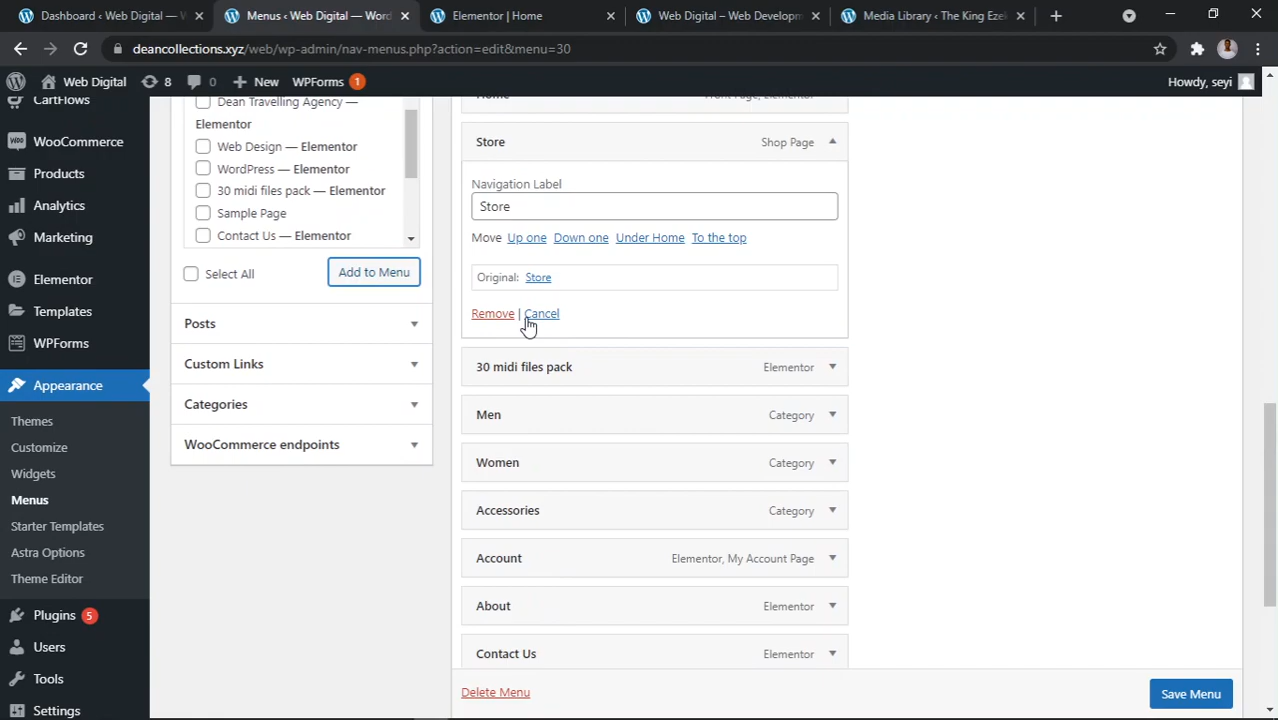 Dashboard ‹ Web Digital —
Menus ‹ Web Digital — Wor
Elementor | Home
Web Digital – Web Developm
Media Library ‹ The King Eze
deancollections.xyz/web/wp-admin/nav-menus.php?action=edit&menu=30
Web Digital 8 0 New WPForms 1 Howdy, seyi
CartFlows
WooCommerce
Products
Analytics
Marketing
Elementor
Templates
WPForms
Appearance
Themes
Customize
Widgets
Menus
Starter Templates
Astra Options
Theme Editor
Plugins 5
Users
Tools
Settings
Dean Travelling Agency —
Elementor
Web Design — Elementor
WordPress — Elementor
30 midi files pack — Elementor
Sample Page
Contact Us — Elementor
Select All Add to Menu
Posts
Custom Links
Categories
WooCommerce endpoints
Home Front Page, Elementor
Store Shop Page
Navigation Label
Store
Move Up one Down one Under Home To the top
Original: Store
Remove | Cancel
30 midi files pack Elementor
Men Category
Women Category
Accessories Category
Account Elementor, My Account Page
About Elementor
Contact Us Elementor
Delete Menu Save Menu